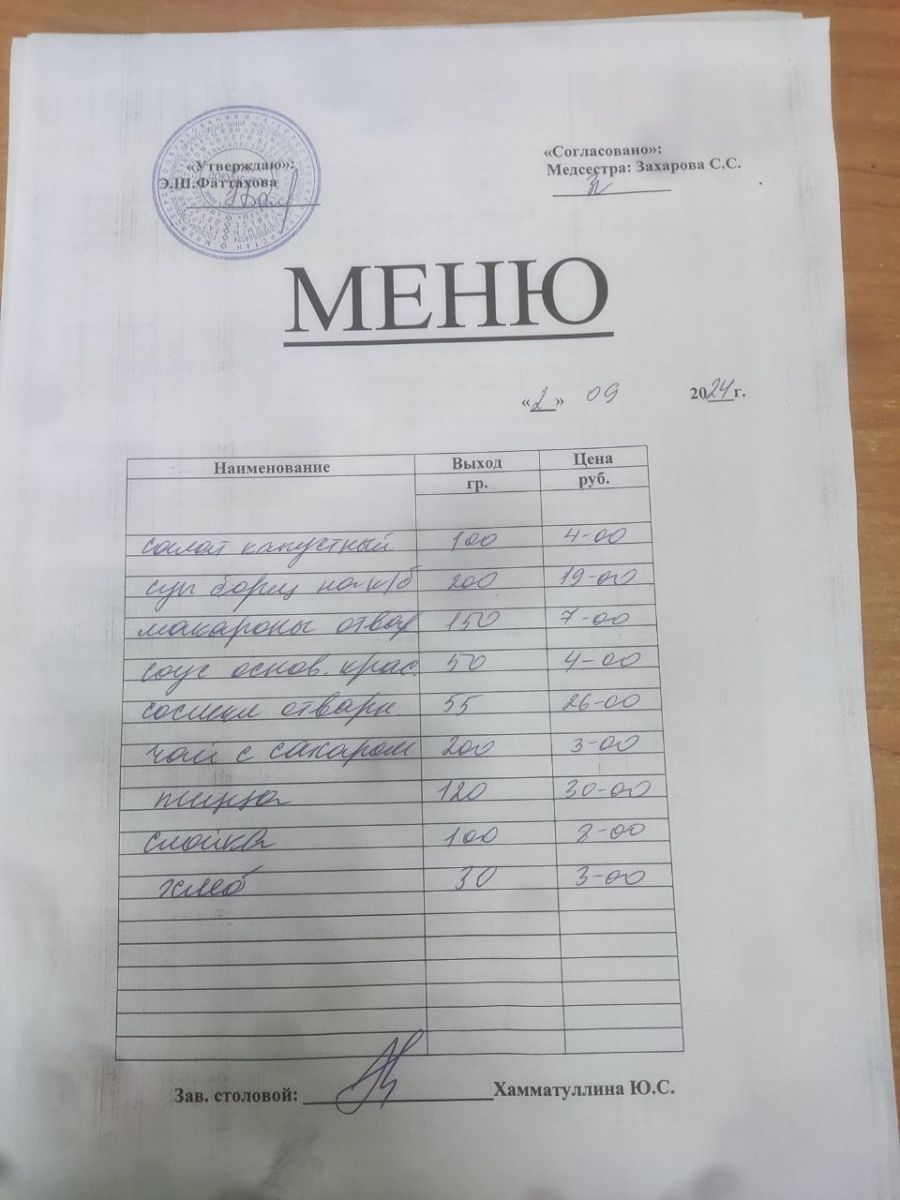 «Утверждаю»:
Э.Ш.Фаттахова
«Согласовано»:
Медсестра: Захарова С.С.
МЕНЮ
«2» 09 2024г.
Наименование Выход гр. Цена руб.
салат капустный 100 4-00
суп борщ на к/б 200 19-00
макароны отвар 150 7-00
соус основ. крас. 50 4-00
сосиски отварн 55 26-00
чай с сахаром 200 3-00
пицца 120 30-00
слойка 100 8-00
хлеб 30 3-00
Зав. столовой: Хамматуллина Ю.С.